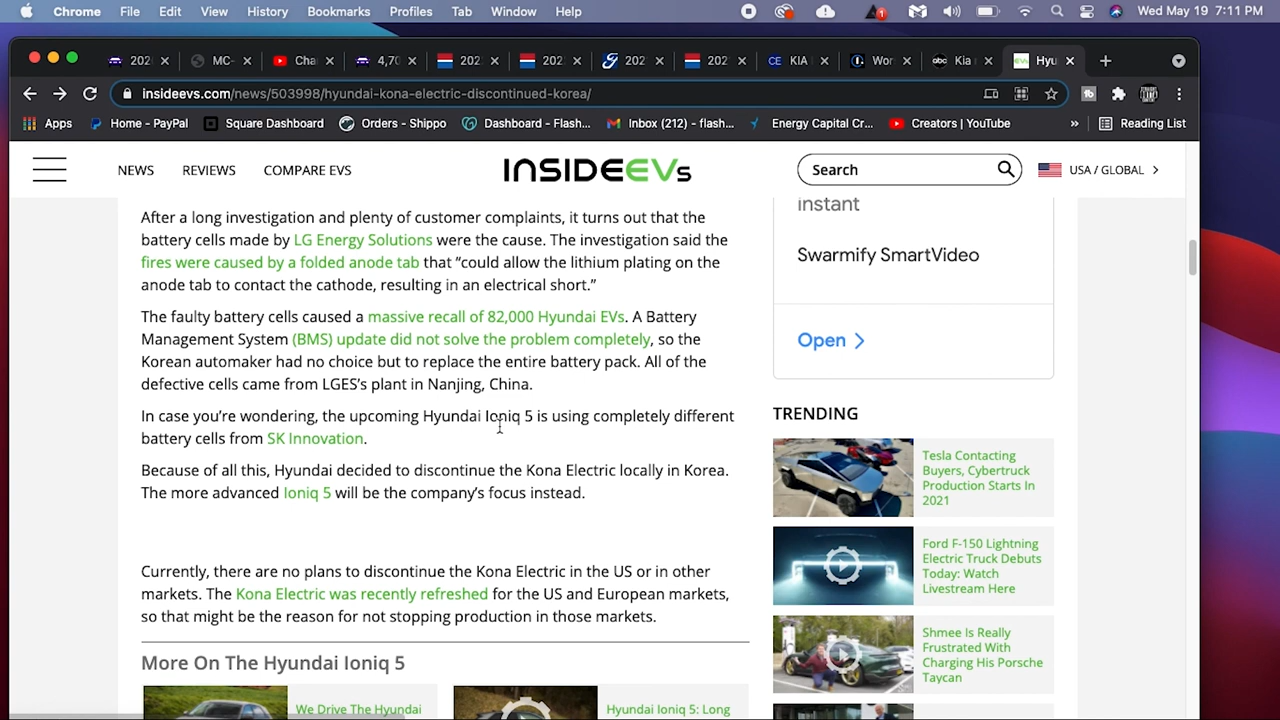 Chrome File Edit View History Bookmarks Profiles Tab Window Help Wed May 19 7:11 PM
202 MC- Cha 4,70 202 202 202 202 CE KIA Wor abc Kia Hyu
insideevs.com/news/503998/hyundai-kona-electric-discontinued-korea/
Apps Home - PayPal Square Dashboard Orders - Shippo Dashboard - Flash... Inbox (212) - flash... Energy Capital Cr... Creators | YouTube » Reading List
NEWS REVIEWS COMPARE EVS INSIDEEVs Search USA / GLOBAL
After a long investigation and plenty of customer complaints, it turns out that the
battery cells made by LG Energy Solutions were the cause. The investigation said the
fires were caused by a folded anode tab that “could allow the lithium plating on the
anode tab to contact the cathode, resulting in an electrical short.”
The faulty battery cells caused a massive recall of 82,000 Hyundai EVs. A Battery
Management System (BMS) update did not solve the problem completely, so the
Korean automaker had no choice but to replace the entire battery pack. All of the
defective cells came from LGES’s plant in Nanjing, China.
In case you’re wondering, the upcoming Hyundai Ioniq 5 is using completely different
battery cells from SK Innovation.
Because of all this, Hyundai decided to discontinue the Kona Electric locally in Korea.
The more advanced Ioniq 5 will be the company’s focus instead.
Currently, there are no plans to discontinue the Kona Electric in the US or in other
markets. The Kona Electric was recently refreshed for the US and European markets,
so that might be the reason for not stopping production in those markets.
More On The Hyundai Ioniq 5
We Drive The Hyundai
Hyundai Ioniq 5: Long
instant
Swarmify SmartVideo
Open
TRENDING
Tesla Contacting
Buyers, Cybertruck
Production Starts In
2021
Ford F-150 Lightning
Electric Truck Debuts
Today: Watch
Livestream Here
Shmee Is Really
Frustrated With
Charging His Porsche
Taycan